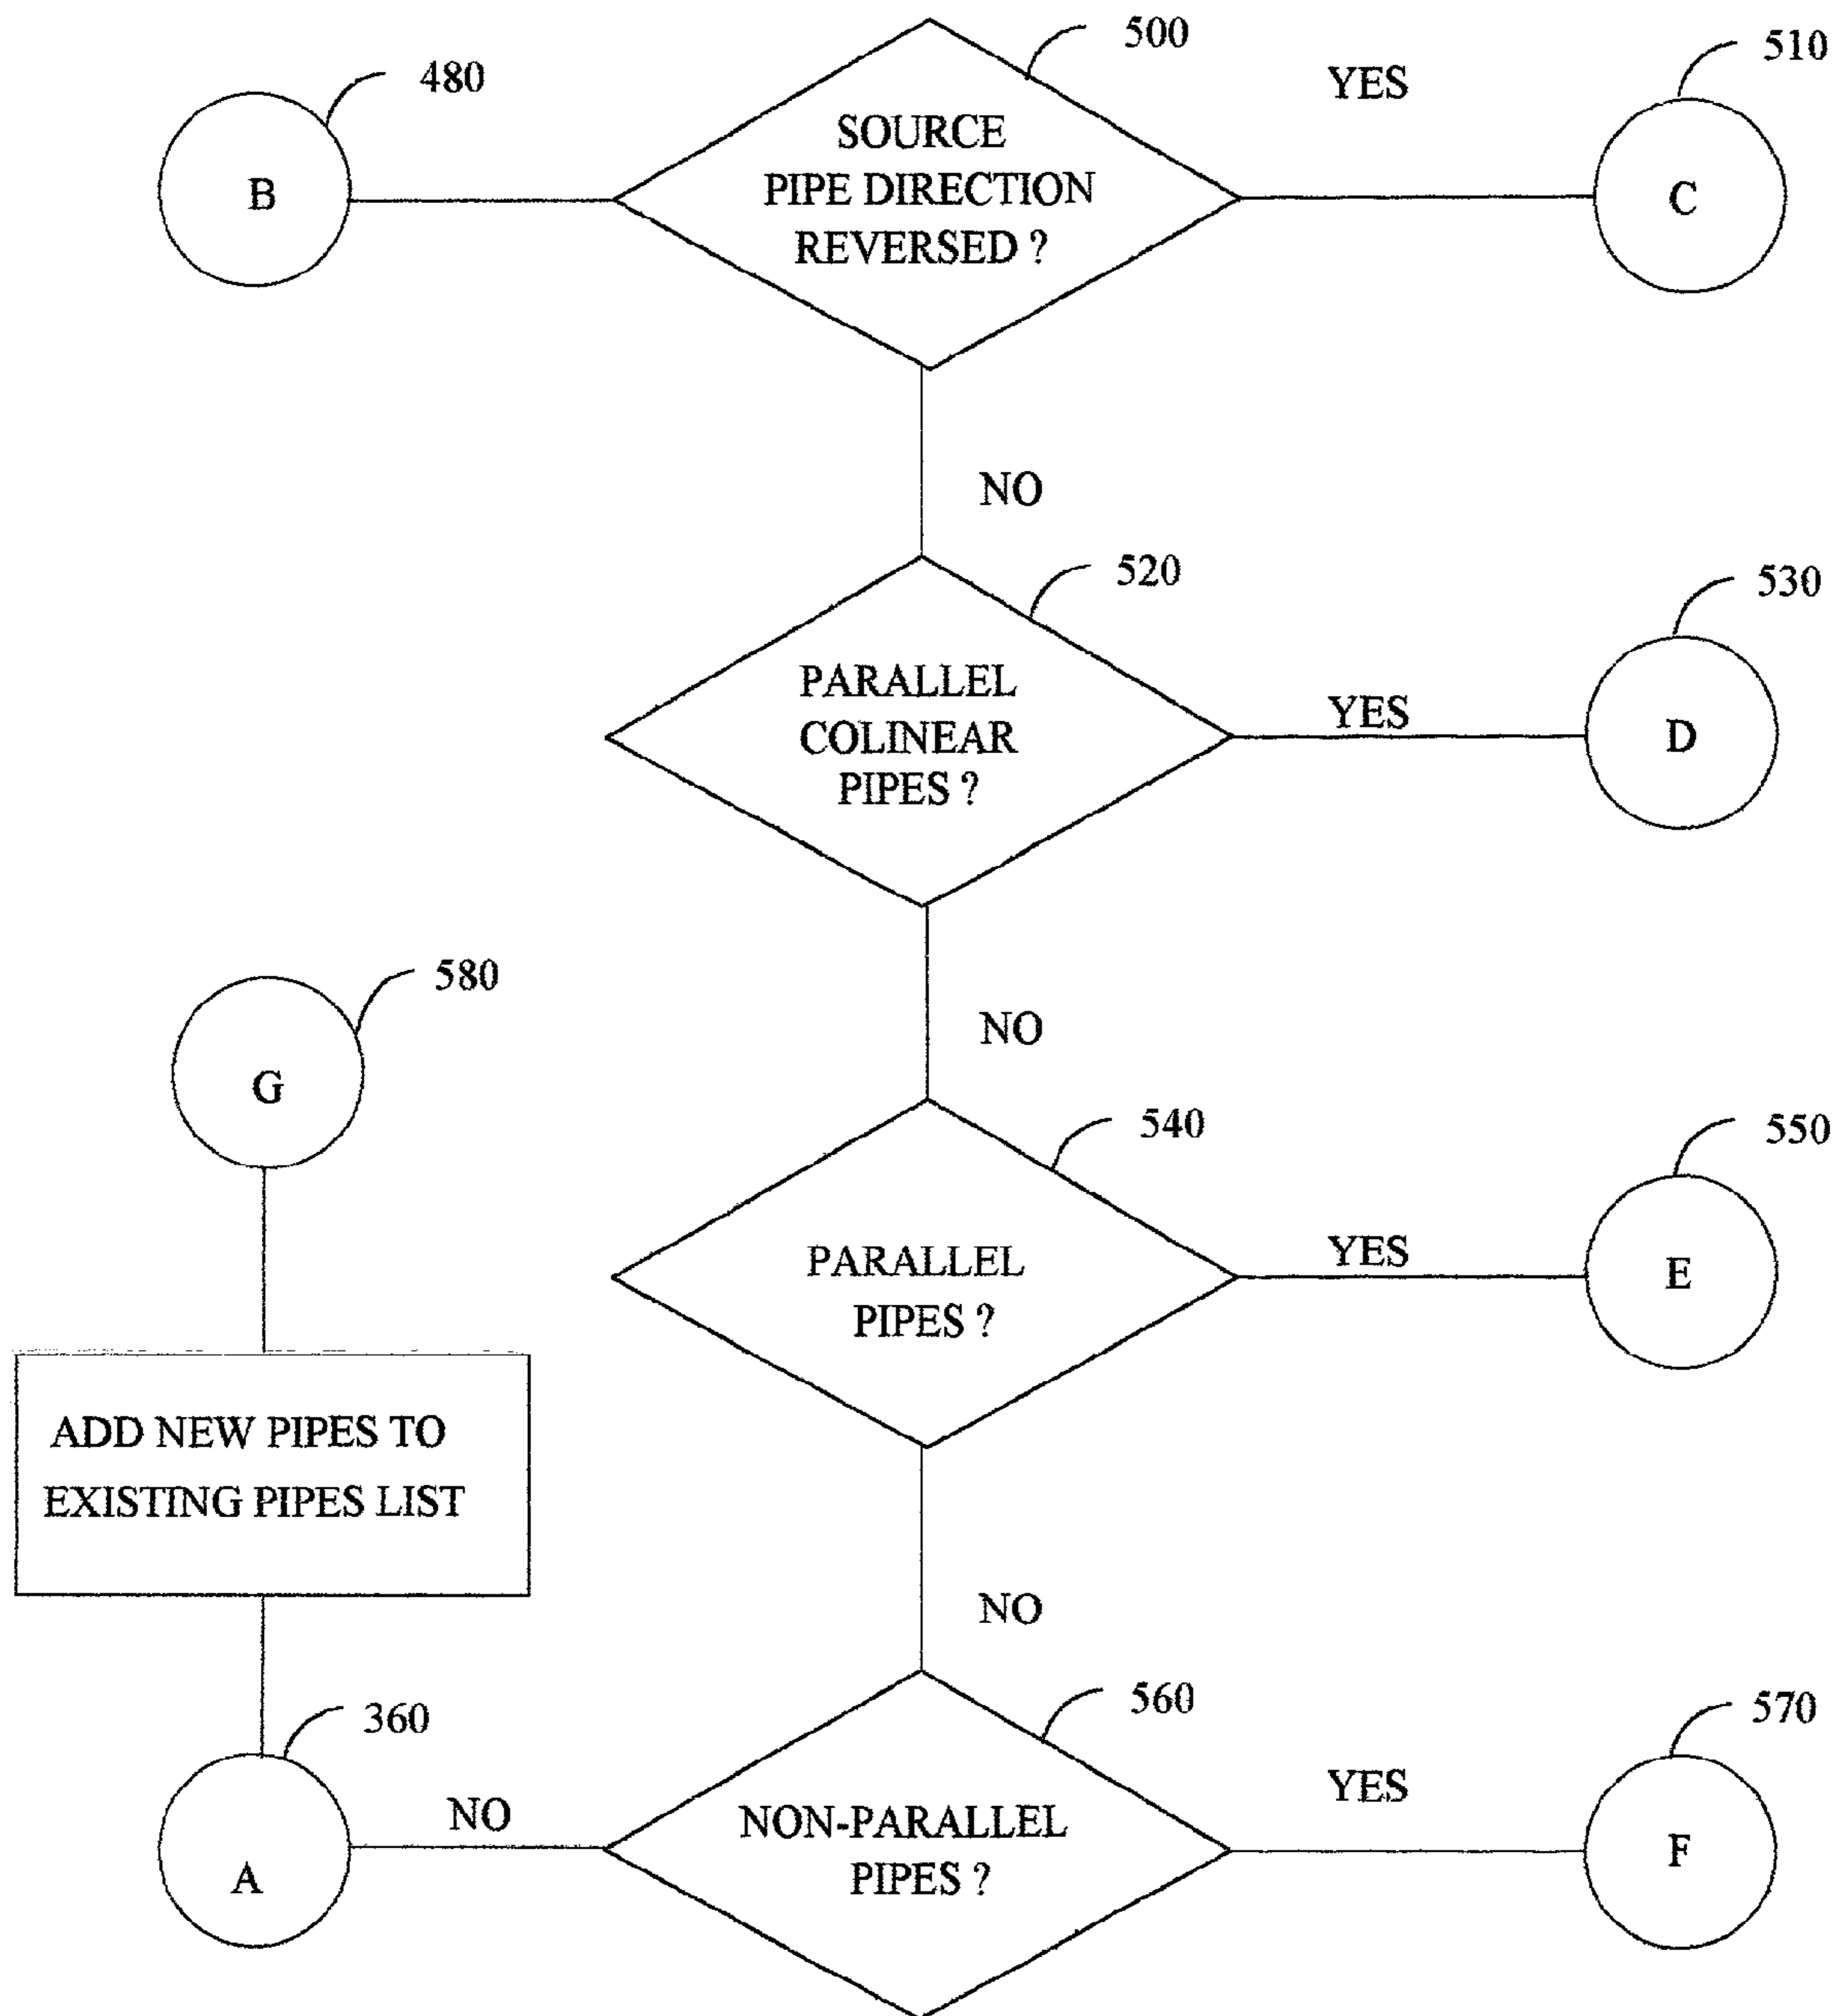 500
510
480
YES
SOURCE
PIPE DIRECTION
REVERSED ?
B
C
NO
520
530
PARALLEL
COLINEAR
PIPES ?
YES
D
580
NO
G
540
550
PARALLEL
PIPES ?
YES
E
ADD NEW PIPES TO
EXISTING PIPES LIST
NO
560
570
360
YES
NO
NON-PARALLEL
PIPES ?
A
F